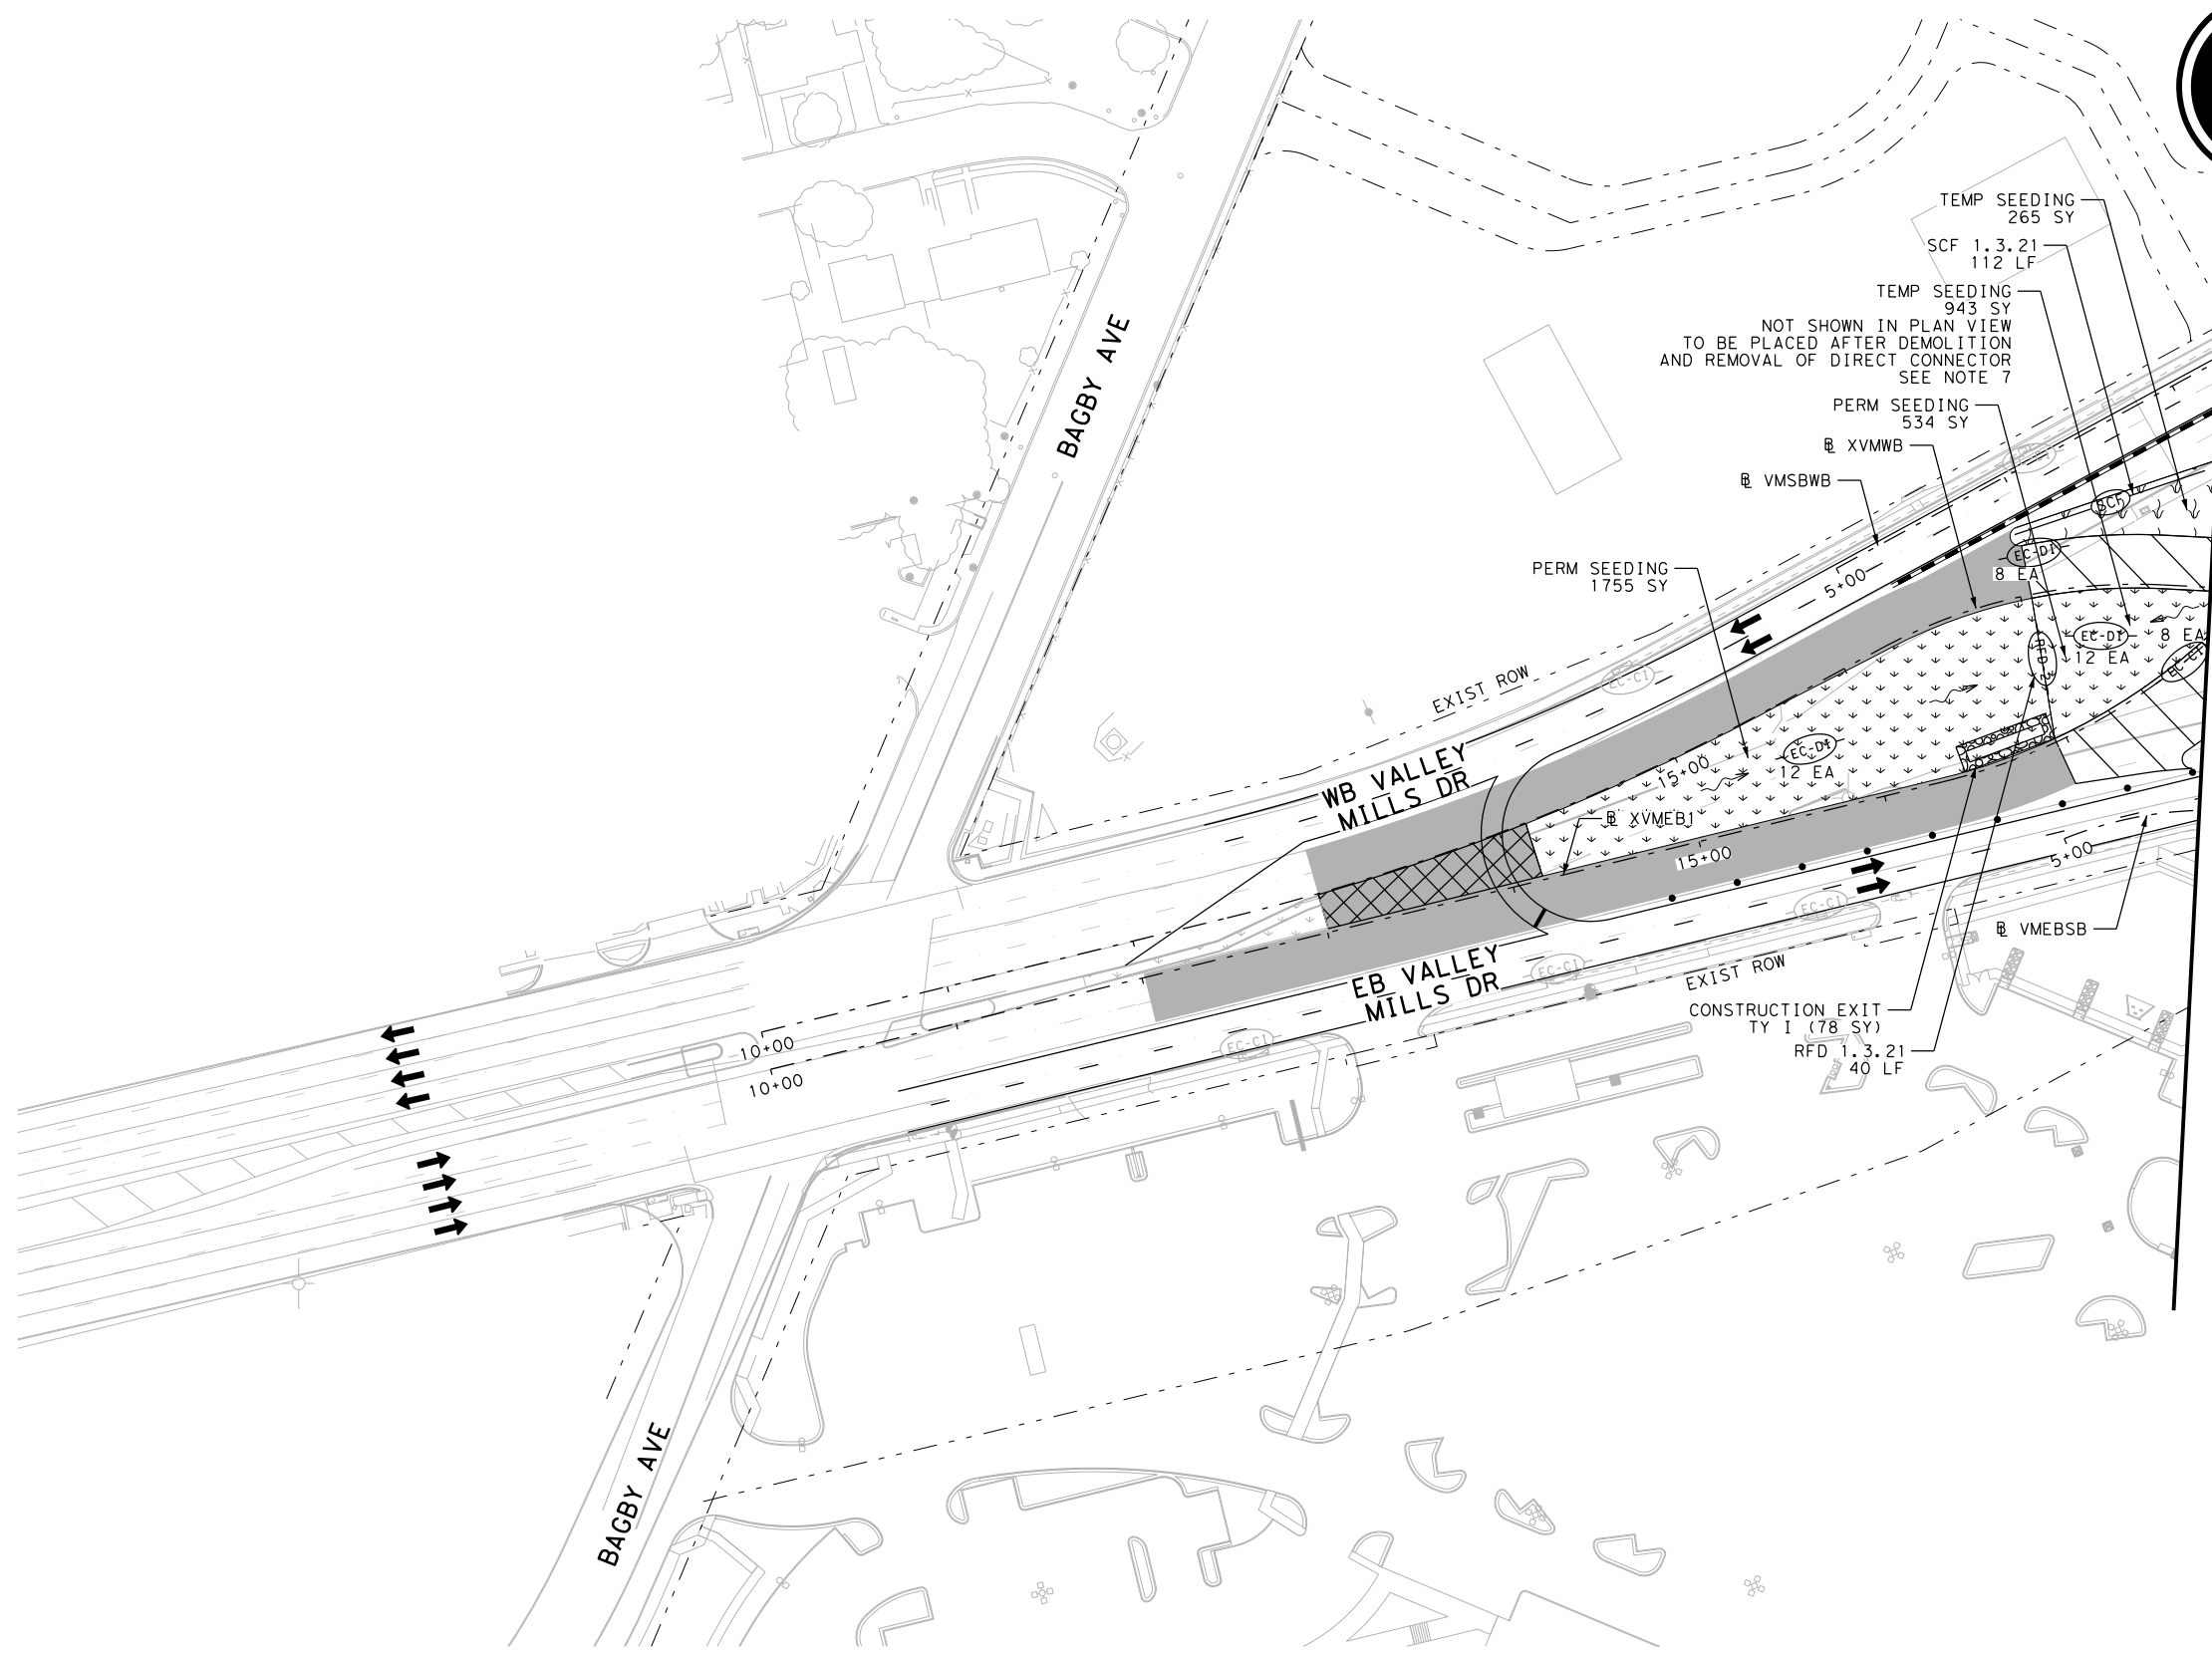 TEMP SEEDING
265 SY
SCF 1.3.21
112 LF
TEMP SEEDING
943 SY
NOT SHOWN IN PLAN VIEW
TO BE PLACED AFTER DEMOLITION
AND REMOVAL OF DIRECT CONNECTOR
SEE NOTE 7
PERM SEEDING
534 SY
℄ XVMWB
℄ VMSBWB
PERM SEEDING
1755 SY
BAGBY AVE
5+00
EC-DI
8 EA
EC-DI
12 EA
8 EA
EC-CI
RFD-2
EXIST ROW
EC-CI
WB VALLEY
MILLS DR
15+00
EC-DI
12 EA
℄ XVMEB1
15+00
5+00
EC-CI
℄ VMEBSB
EB VALLEY
MILLS DR
EC-CI
EXIST ROW
CONSTRUCTION EXIT
TY I (78 SY)
RFD 1.3.21
40 LF
10+00
10+00
EC-CI
BAGBY AVE